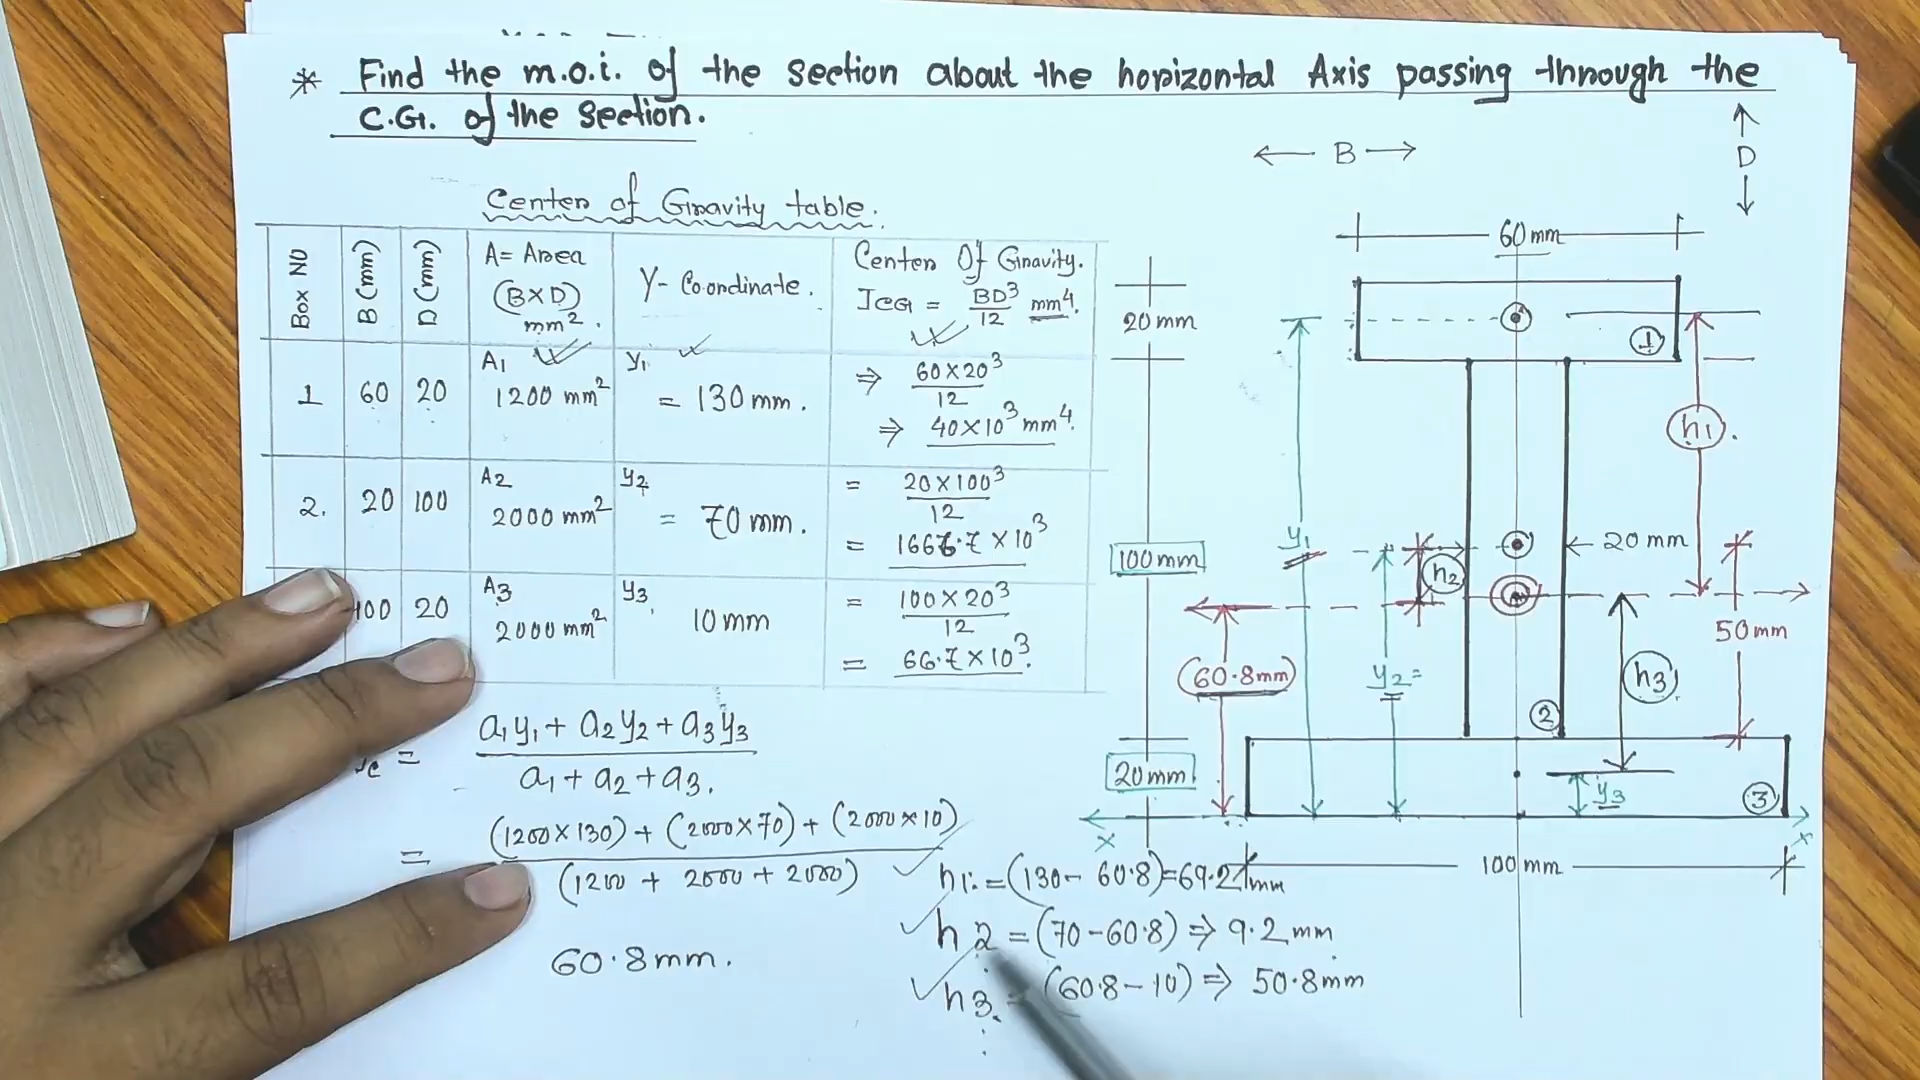 * Find the m.o.i. of the section about the horizontal Axis passing through the
C.G. of the section.
← B →
D
Center of Gravity table.
Box NO
B (mm)
D (mm)
A = Area
(B×D)
mm².
Y-Coordinate.
Center Of Gravity.
ICG = BD³/12 mm⁴.
1
60
20
A1
1200 mm²
y1
= 130 mm.
⇒ 60×20³/12
⇒ 40×10³ mm⁴.
2.
20
100
A2
2000 mm²
y2
= 70 mm.
= 20×100³/12
= 1666.7 × 10³
100
20
A3
2000 mm²
y3
10 mm
= 100×20³/12
= 66.7×10³.
= a1y1 + a2y2 + a3y3
a1 + a2 + a3.
= (1200×130) + (2000×70) + (2000×10)
(1200 + 2000 + 2000)
60.8 mm.
h1 = (130 - 60.8) = 69.2 mm
h2 = (70 - 60.8) ⇒ 9.2 mm
h3 = (60.8 - 10) ⇒ 50.8 mm
60 mm
20 mm
1
h1.
y1
100 mm
h2
← 20 mm
50 mm
(60.8 mm)
y2 =
h3
2
20 mm
y3
3
x
x
100 mm